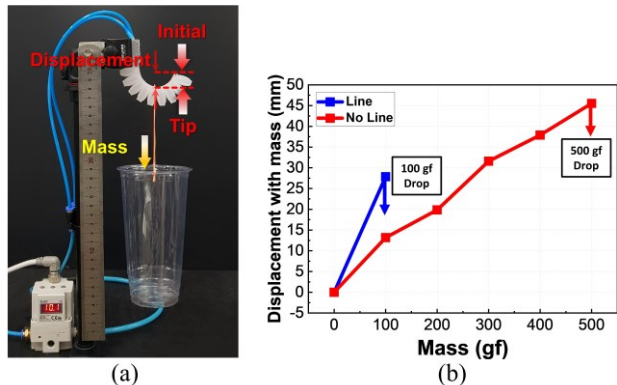 Initial
Displacement
Tip
Mass
10.1
(a)
Displacement with mass (mm)
50
45
40
35
30
25
20
15
10
5
0
-5
Line
No Line
100 gf
Drop
500 gf
Drop
0
100
200
300
400
500
Mass (gf)
(b)